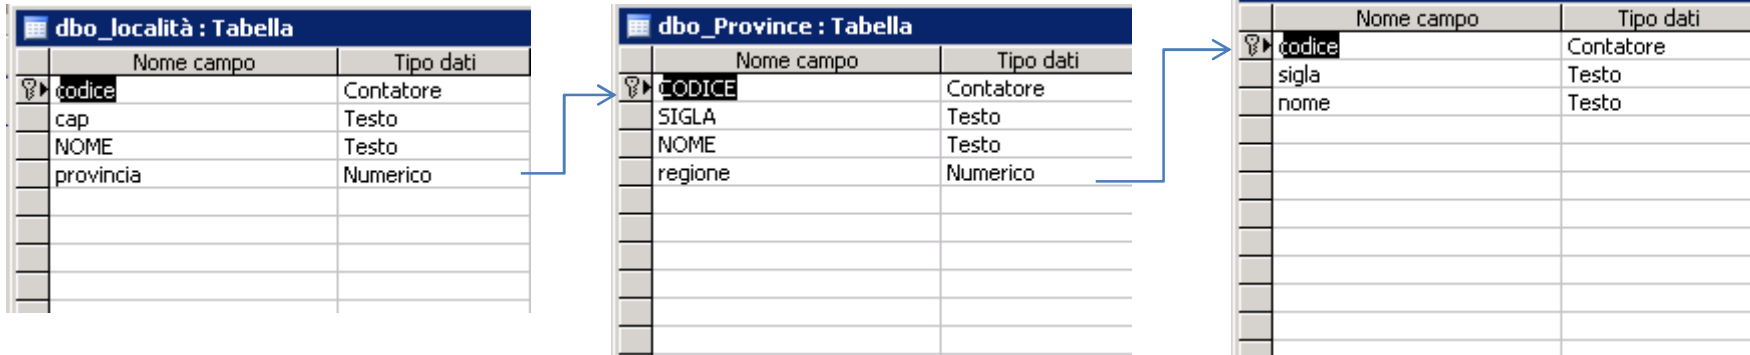 dbo_località : Tabella
Nome campo Tipo dati
codice Contatore
cap Testo
NOME Testo
provincia Numerico
dbo_Province : Tabella
Nome campo Tipo dati
CODICE Contatore
SIGLA Testo
NOME Testo
regione Numerico
Nome campo Tipo dati
codice Contatore
sigla Testo
nome Testo